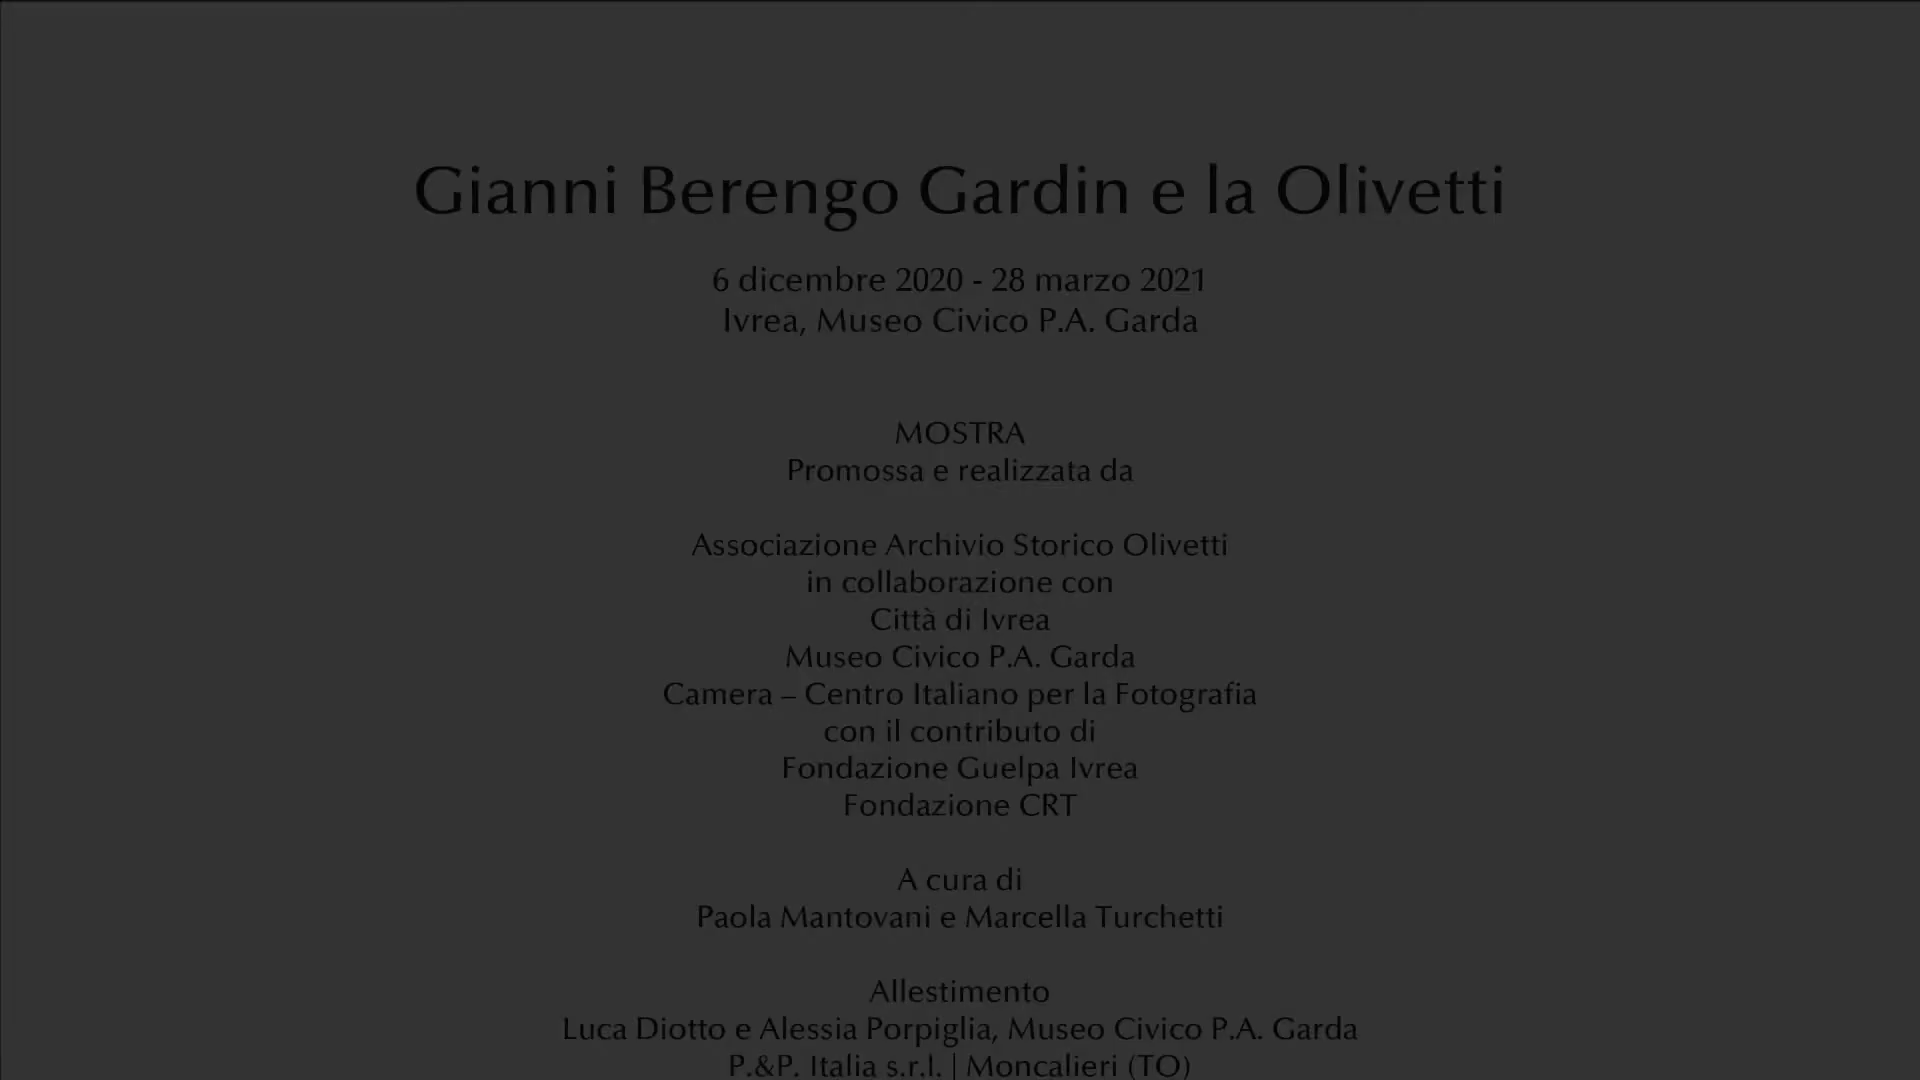 Gianni Berengo Gardin e la Olivetti
6 dicembre 2020 - 28 marzo 2021
Ivrea, Museo Civico P.A. Garda
MOSTRA
Promossa e realizzata da
Associazione Archivio Storico Olivetti
in collaborazione con
Città di Ivrea
Museo Civico P.A. Garda
Camera – Centro Italiano per la Fotografia
con il contributo di
Fondazione Guelpa Ivrea
Fondazione CRT
A cura di
Paola Mantovani e Marcella Turchetti
Allestimento
Luca Diotto e Alessia Porpiglia, Museo Civico P.A. Garda
P.&P. Italia s.r.l. | Moncalieri (TO)